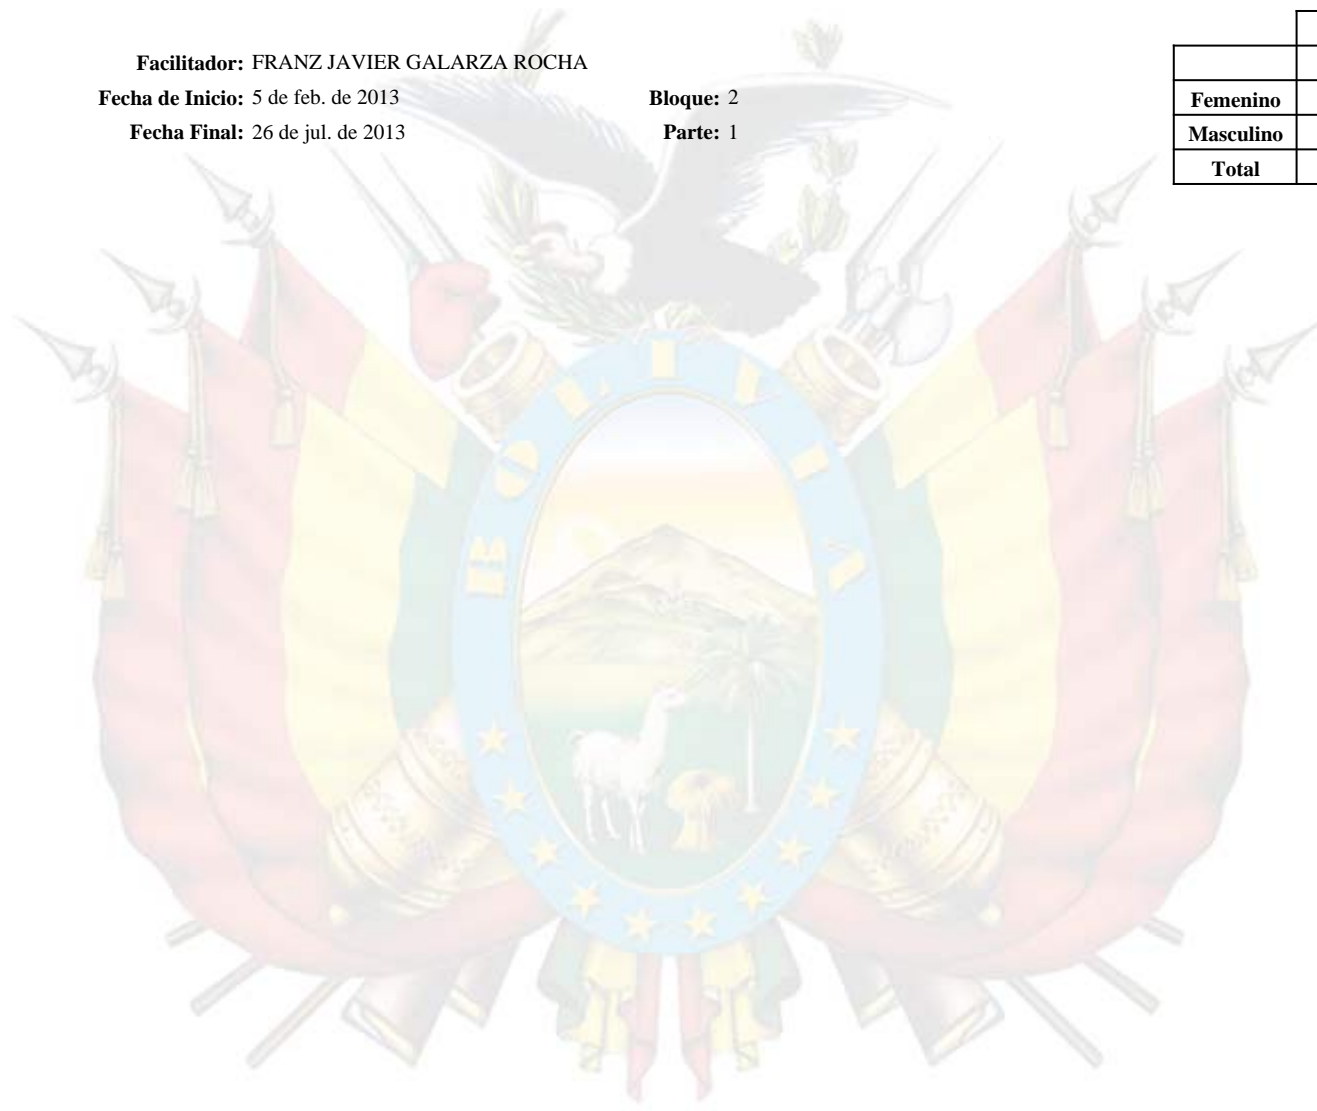 Facilitador: FRANZ JAVIER GALARZA ROCHA
Fecha de Inicio: 5 de feb. de 2013 Bloque: 2
Fecha Final: 26 de jul. de 2013 Parte: 1
Femenino
Masculino
Total
BOLIVIA